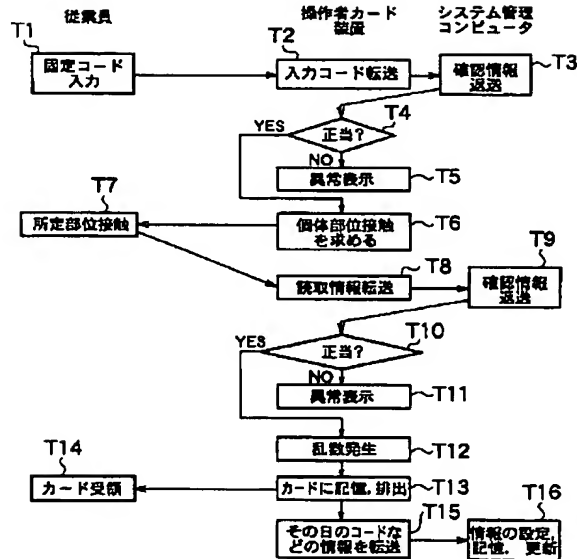 従業員
操作者カード
装置
システム管理
コンピュータ
T1
固定コード
入力
T2
入力コード転送
T3
確認情報
返送
T4
正当?
YES
NO
T5
異常表示
T6
個体部位接触
を求める
T7
所定部位接触
T8
読取情報転送
T9
確認情報
返送
T10
正当?
YES
NO
T11
異常表示
T12
乱数発生
T13
カードに記憶,排出
T14
カード受領
T15
その日のコードな
どの情報を転送
T16
情報の設定,
記憶, 更新